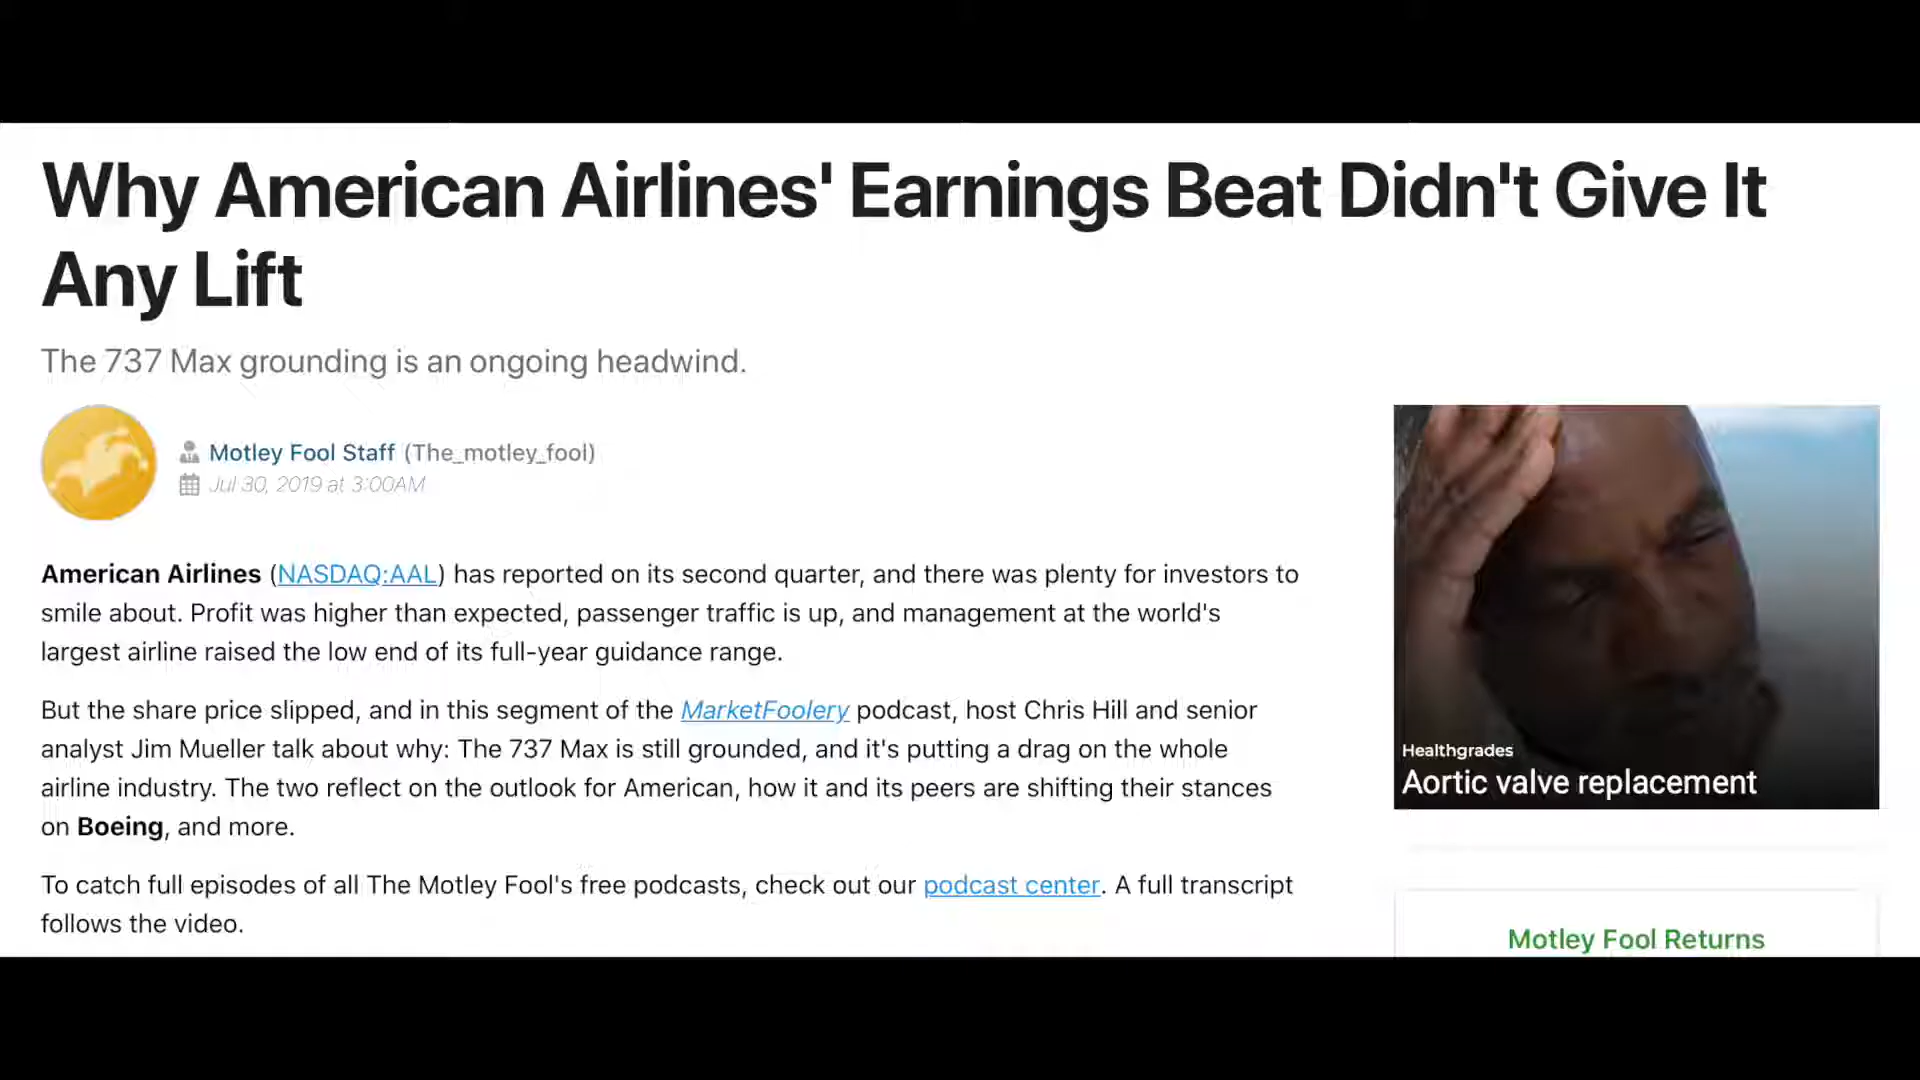 Why American Airlines' Earnings Beat Didn't Give It
Any Lift
The 737 Max grounding is an ongoing headwind.
Motley Fool Staff (The_motley_fool)
Jul 30, 2019 at 3:00AM
American Airlines (NASDAQ:AAL) has reported on its second quarter, and there was plenty for investors to
smile about. Profit was higher than expected, passenger traffic is up, and management at the world's
largest airline raised the low end of its full-year guidance range.
But the share price slipped, and in this segment of the MarketFoolery podcast, host Chris Hill and senior
analyst Jim Mueller talk about why: The 737 Max is still grounded, and it's putting a drag on the whole
airline industry. The two reflect on the outlook for American, how it and its peers are shifting their stances
on Boeing, and more.
To catch full episodes of all The Motley Fool's free podcasts, check out our podcast center. A full transcript
follows the video.
Healthgrades
Aortic valve replacement
Motley Fool Returns